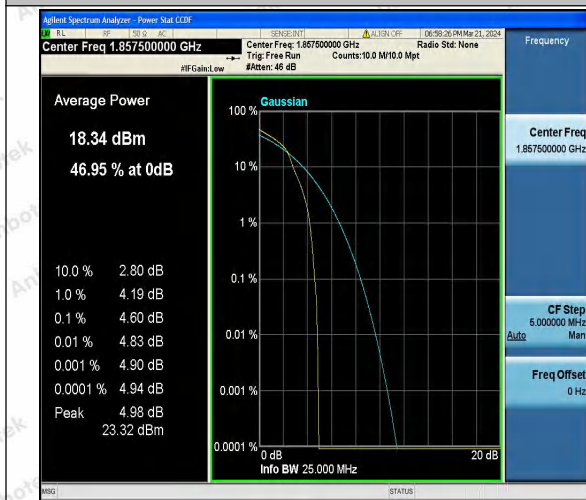 Agilent Spectrum Analyzer - Power Stat CCDF
RL RF 50 Ω AC SENSE:INT ALIGN OFF 06:58:26 PM Mar 21, 2024
Center Freq 1.857500000 GHz
Center Freq: 1.857500000 GHz Radio Std: None
Trig: Free Run Counts:10.0 M/10.0 Mpt
#IFGain:Low #Atten: 46 dB
Frequency
Average Power
18.34 dBm
46.95 % at 0dB
10.0 % 2.80 dB
1.0 % 4.19 dB
0.1 % 4.60 dB
0.01 % 4.83 dB
0.001 % 4.90 dB
0.0001 % 4.94 dB
Peak 4.98 dB
23.32 dBm
Gaussian
100 %
10 %
1 %
0.1 %
0.01 %
0.001 %
0.0001 %
0 dB 20 dB
Info BW 25.000 MHz
Center Freq
1.857500000 GHz
CF Step
5.000000 MHz
Auto Man
Freq Offset
0 Hz
MSG STATUS